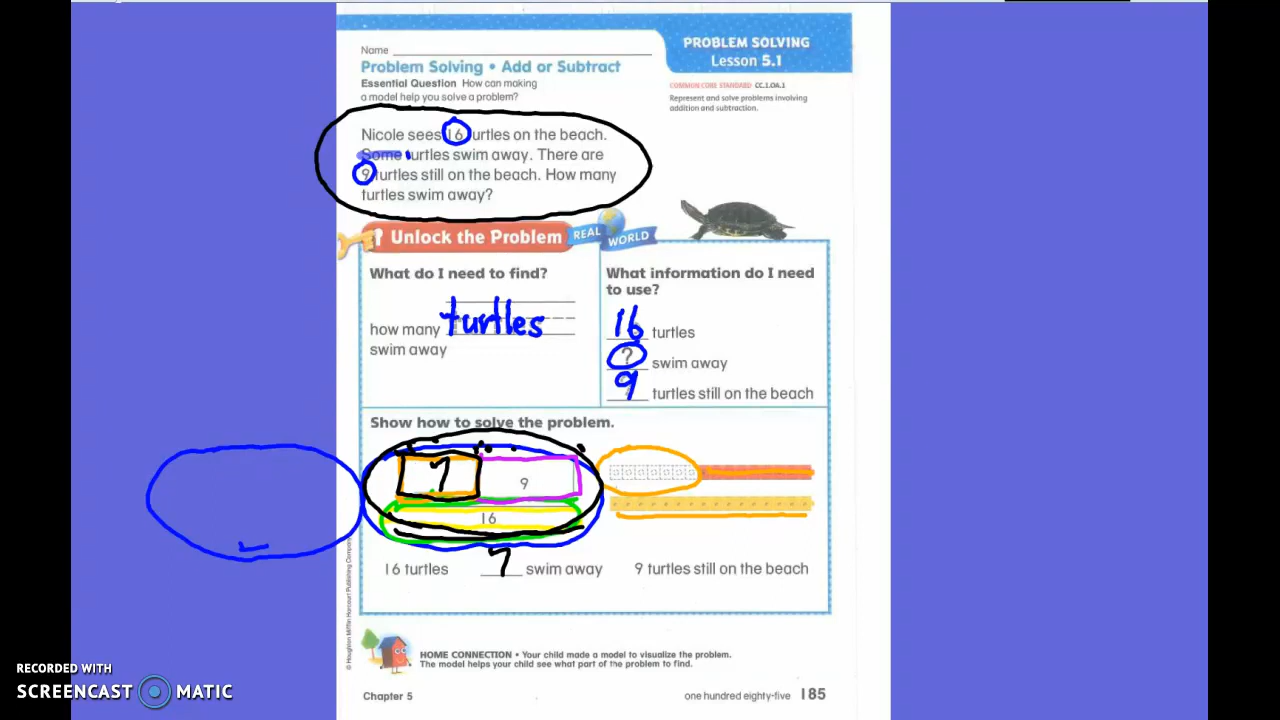 PROBLEM SOLVING
Lesson 5.1
Name
Problem Solving • Add or Subtract
Essential Question How can making
a model help you solve a problem?
COMMON CORE STANDARD CC.1.OA.1
Represent and solve problems involving
addition and subtraction.
Nicole sees 16 turtles on the beach.
Some turtles swim away. There are
9 turtles still on the beach. How many
turtles swim away?
Unlock the Problem
REAL WORLD
What do I need to find?
how many turtles
swim away
What information do I need
to use?
16 turtles
? swim away
9 turtles still on the beach
Show how to solve the problem.
7 9
16
16 turtles 7 swim away 9 turtles still on the beach
© Houghton Mifflin Harcourt Publishing Company
HOME CONNECTION • Your child made a model to visualize the problem.
The model helps your child see what part of the problem to find.
Chapter 5
one hundred eighty-five 185
RECORDED WITH
SCREENCAST MATIC